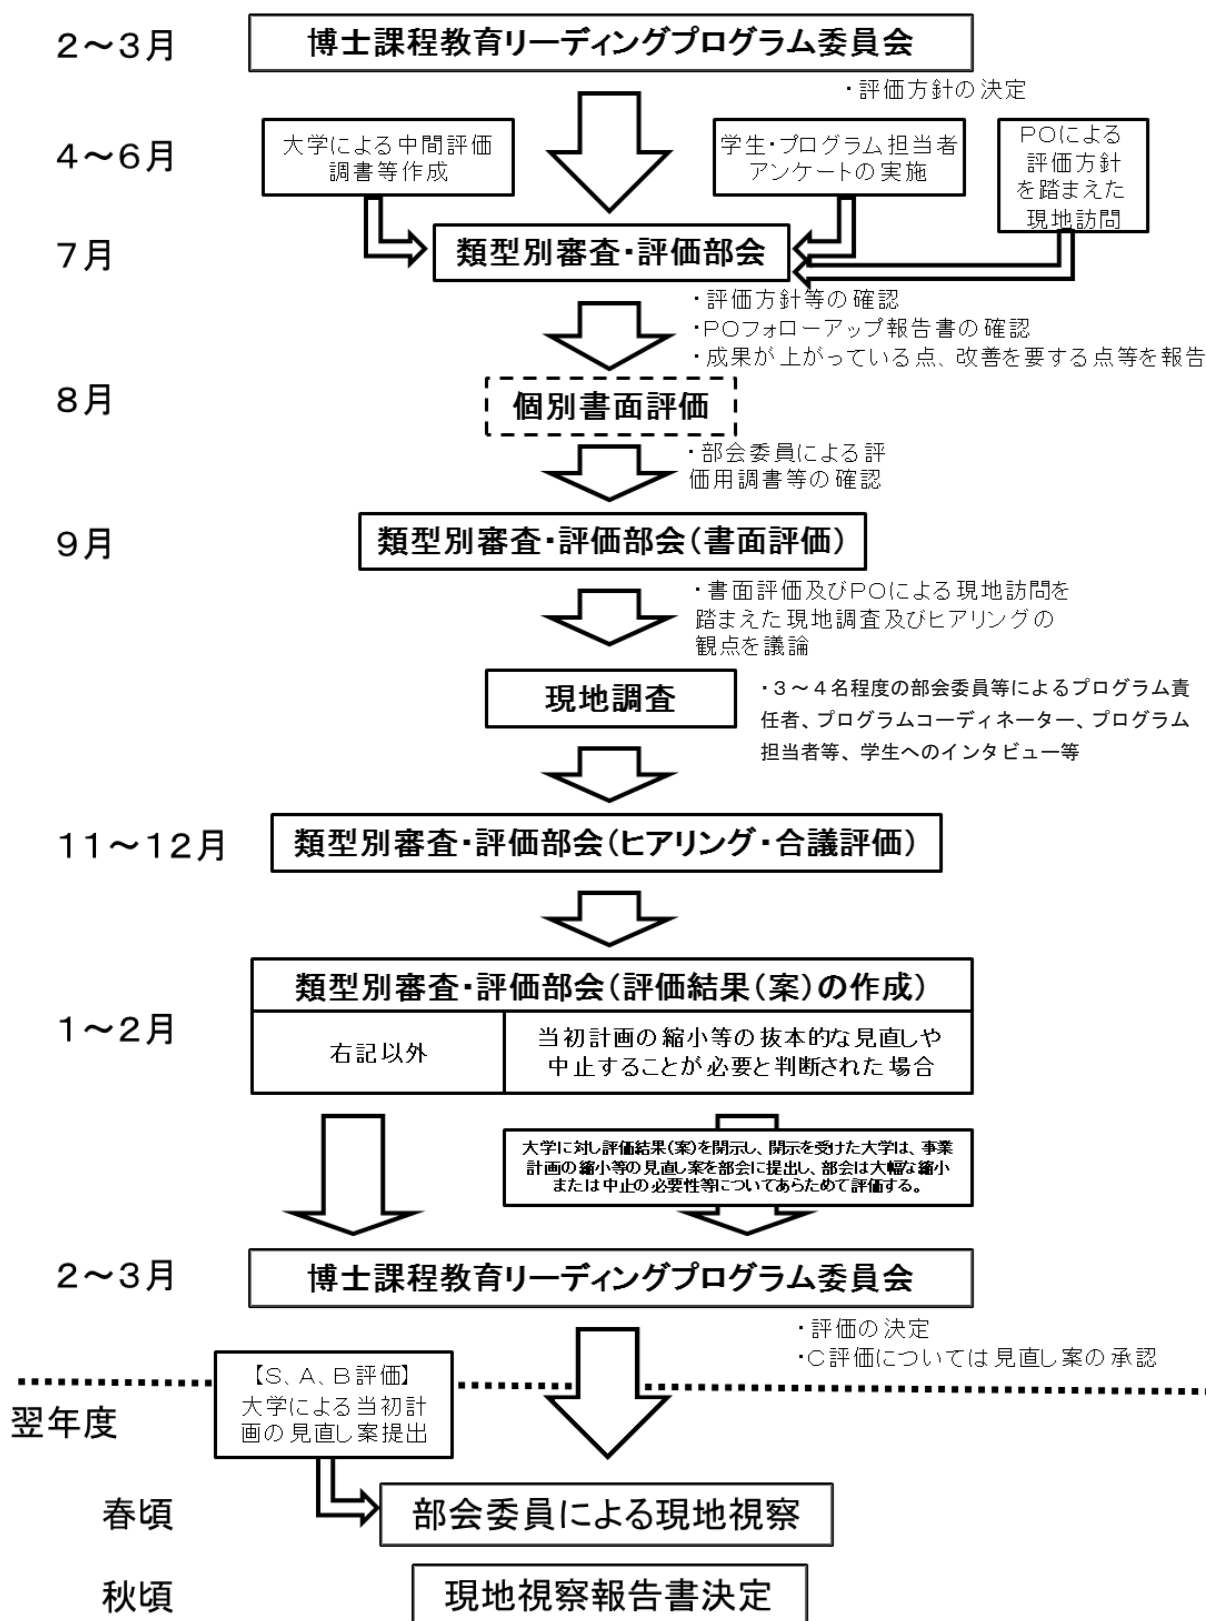 2～3月
博士課程教育リーディングプログラム委員会
・評価方針の決定
4～6月
大学による中間評価
調書等作成
学生・プログラム担当者
アンケートの実施
POによる
評価方針
を踏まえた
現地訪問
7月
類型別審査・評価部会
・評価方針等の確認
・POフォローアップ報告書の確認
・成果が上がっている点、改善を要する点等を報告
8月
個別書面評価
・部会委員による評
価用調書等の確認
9月
類型別審査・評価部会（書面評価）
・書面評価及びPOによる現地訪問を
踏まえた現地調査及びヒアリングの
観点を議論
現地調査
・３～４名程度の部会委員等によるプログラム責
任者、プログラムコーディネーター、プログラム
担当者等、学生へのインタビュー等
11～12月
類型別審査・評価部会（ヒアリング・合議評価）
類型別審査・評価部会（評価結果（案）の作成）
1～2月
右記以外
当初計画の縮小等の抜本的な見直しや
中止することが必要と判断された場合
大学に対し評価結果（案）を開示し、開示を受けた大学は、事業
計画の縮小等の見直し案を部会に提出し、部会は大幅な縮小
または中止の必要性等についてあらためて評価する。
2～3月
博士課程教育リーディングプログラム委員会
・評価の決定
・C評価については見直し案の承認
【S、A、B評価】
大学による当初計
画の見直し案提出
翌年度
春頃
部会委員による現地視察
秋頃
現地視察報告書決定